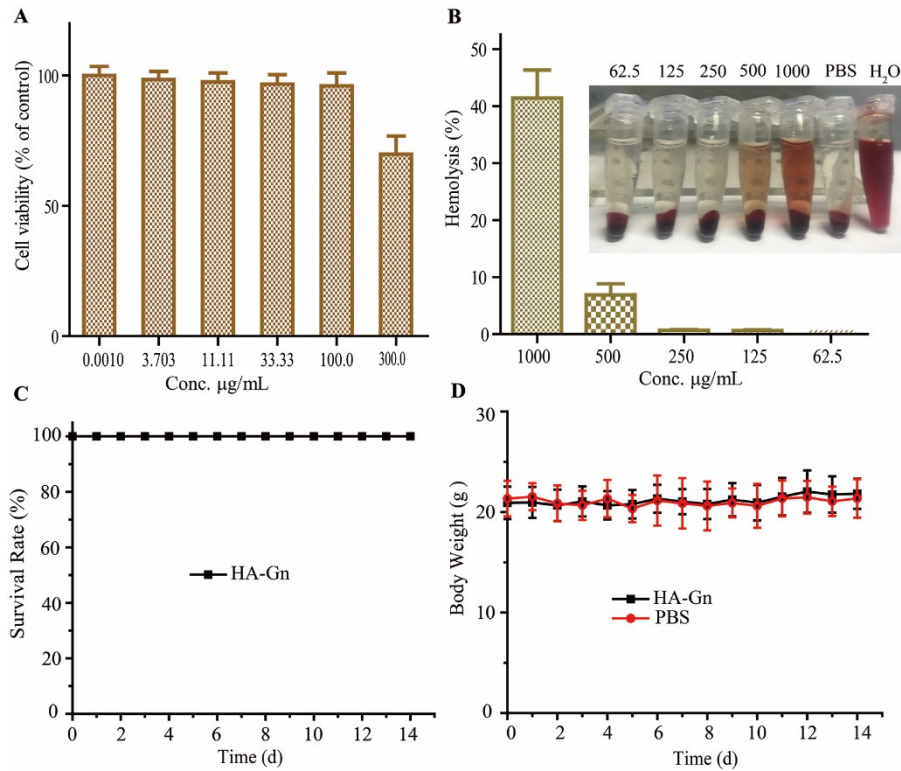 A
Cell viability (% of control)
100
50
0
0.0010 3.703 11.11 33.33 100.0 300.0
Conc. μg/mL
B
Hemolysis (%)
50
40
30
20
10
0
62.5 125 250 500 1000 PBS H₂O
1000 500 250 125 62.5
Conc. μg/mL
C
Survival Rate (%)
100
80
60
40
20
0
HA-Gn
0 2 4 6 8 10 12 14
Time (d)
D
Body Weight (g)
30
20
10
0
HA-Gn
PBS
0 2 4 6 8 10 12 14
Time (d)